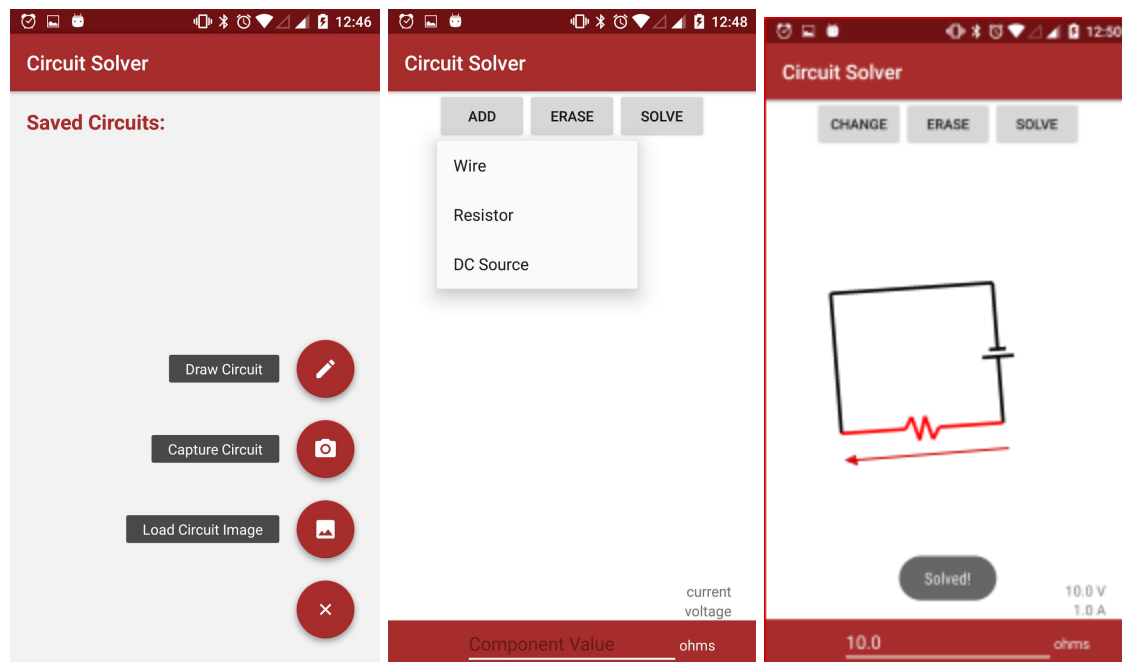 12:46
Circuit Solver
Saved Circuits:
Draw Circuit
Capture Circuit
Load Circuit Image
12:48
Circuit Solver
ADD ERASE SOLVE
Wire
Resistor
DC Source
current
voltage
Component Value ohms
12:50
Circuit Solver
CHANGE ERASE SOLVE
Solved!
10.0 V
1.0 A
10.0 ohms